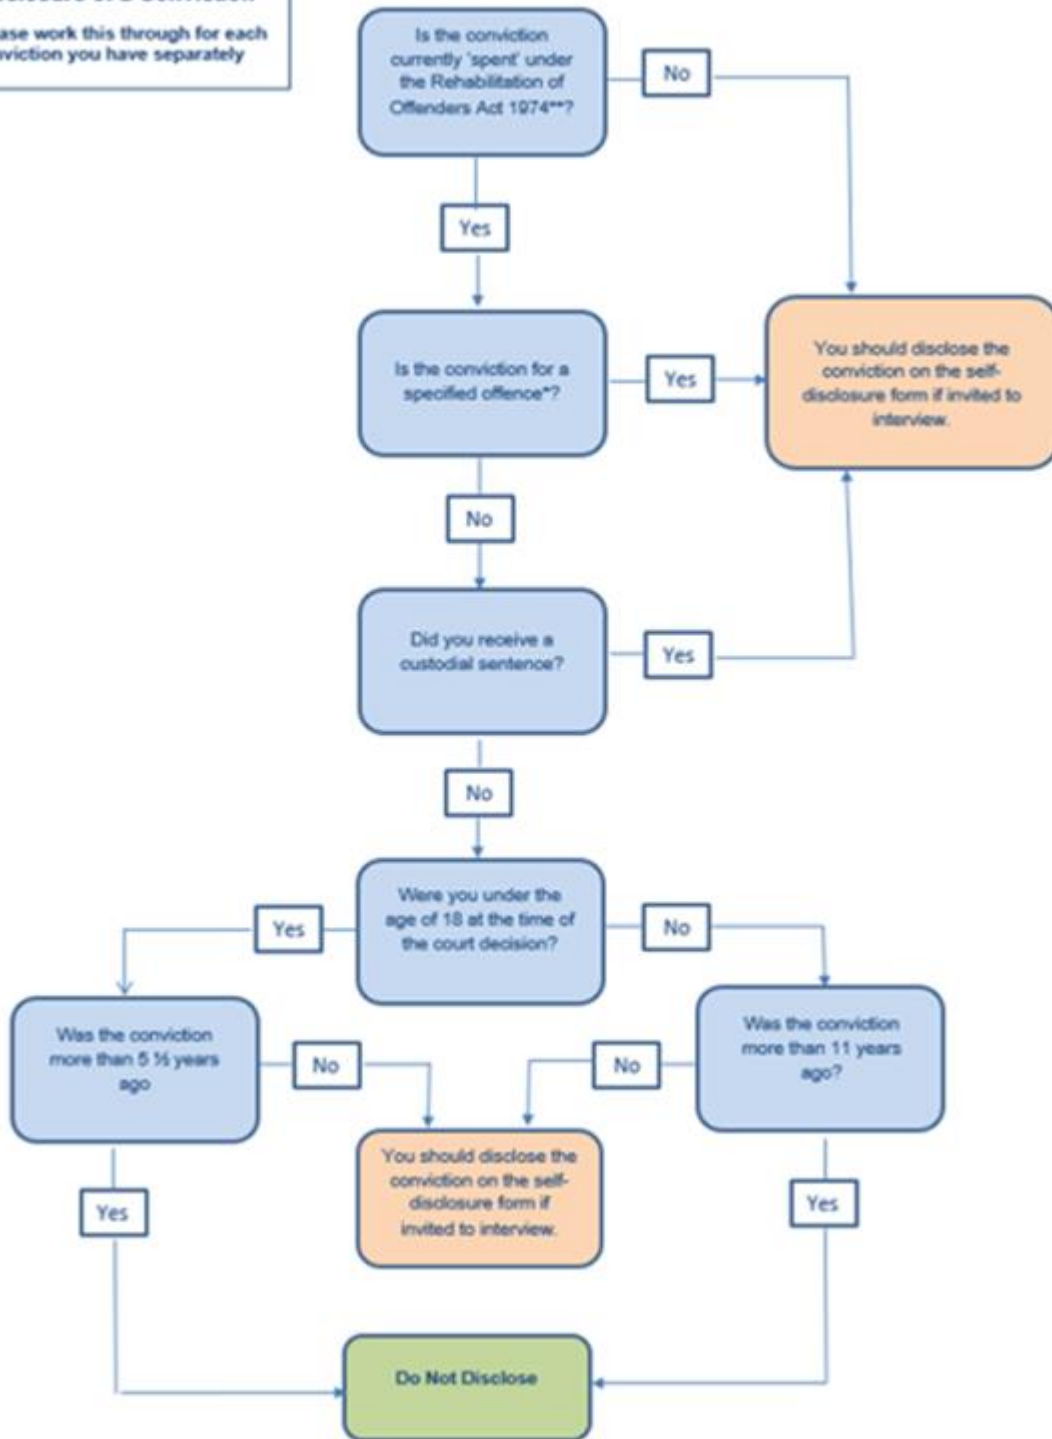 ase work this through for each
viction you have separately
Is the conviction
currently 'spent' under
the Rehabilitation of
Offenders Act 1974**?
No
Yes
Is the conviction for a
specified offence*?
Yes
You should disclose the
conviction on the self-
disclosure form if invited to
interview.
No
Did you receive a
custodial sentence?
Yes
No
Were you under the
age of 18 at the time of
the court decision?
Yes
No
Was the conviction
more than 5 ½ years
ago
No
Was the conviction
more than 11 years
ago?
No
You should disclose the
conviction on the self-
disclosure form if
invited to interview.
Yes
Yes
Do Not Disclose